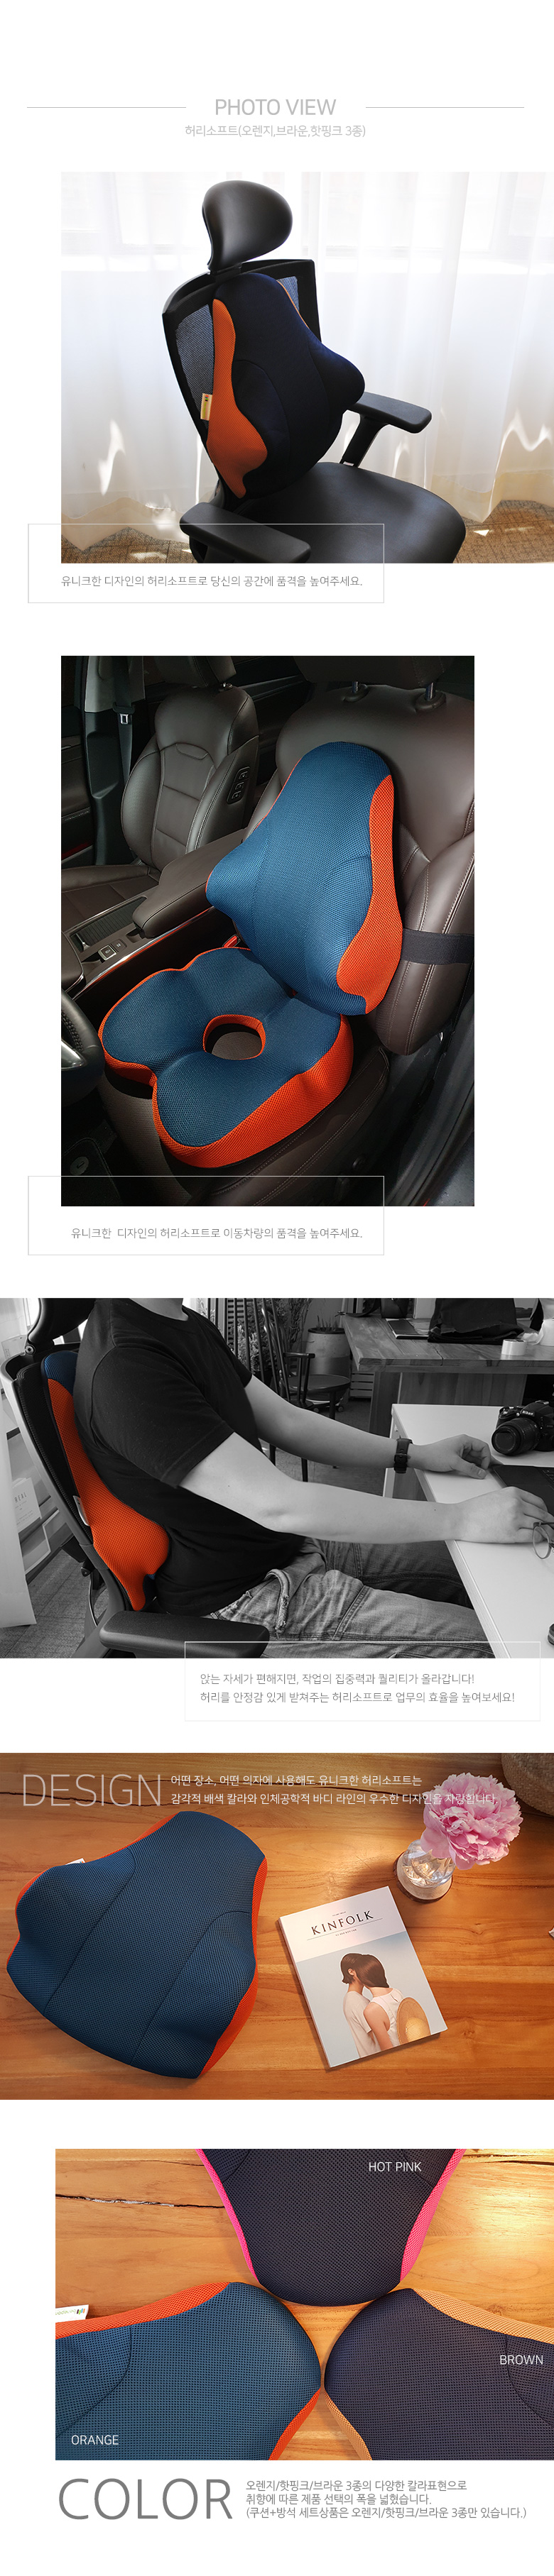 PHOTO VIEW
허리소프트(오렌지,브라운,핫핑크 3종)
유니크한 디자인의 허리소프트로 당신의 공간에 품격을 높여주세요.
유니크한 디자인의 허리소프트로 이동차량의 품격을 높여주세요.
앉는 자세가 편해지면, 작업의 집중력과 퀄리티가 올라갑니다!
허리를 안정감 있게 받쳐주는 허리소프트로 업무의 효율을 높여보세요!
DESIGN
어떤 장소, 어떤 의자에 사용해도 유니크한 허리소프트는
감각적 배색 칼라와 인체공학적 바디 라인의 우수한 디자인을 자랑합니다.
KINFOLK
HOT PINK
BROWN
ORANGE
COLOR
오렌지/핫핑크/브라운 3종의 다양한 칼라표현으로
취향에 따른 제품 선택의 폭을 넓혔습니다.
(쿠션+방석 세트상품은 오렌지/핫핑크/브라운 3종만 있습니다.)